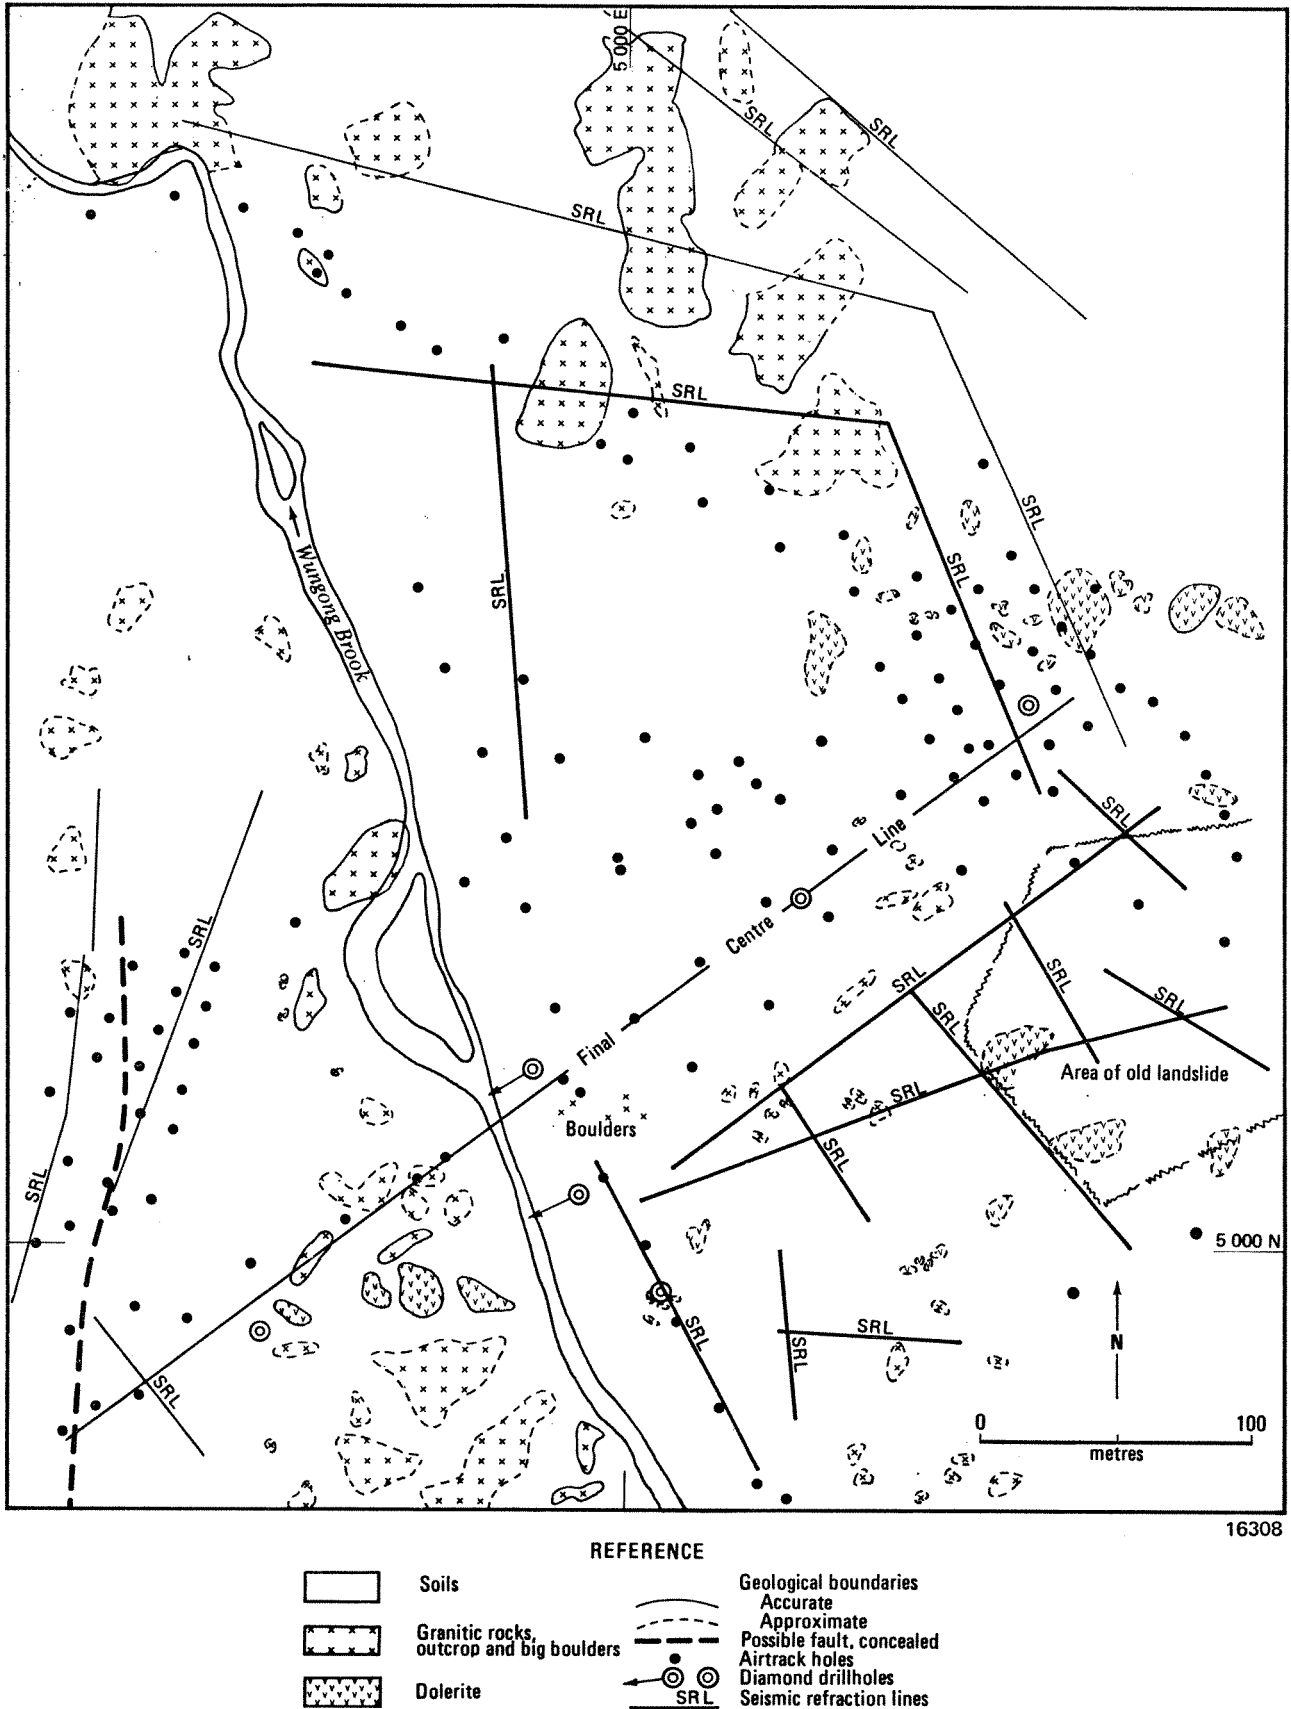 5 000 E
SRL
SRL
SRL
SRL
SRL
SRL
SRL
Wungong Brook
SRL
SRL
Final Centre Line
SRL
SRL
SRL
SRL
Area of old landslide
SRL
Boulders
SRL
SRL
5 000 N
SRL
SRL
SRL
SRL
N
0 100
metres
16308
REFERENCE
Soils
Granitic rocks,
outcrop and big boulders
Dolerite
Geological boundaries
Accurate
Approximate
Possible fault, concealed
Airtrack holes
Diamond drillholes
SRL Seismic refraction lines